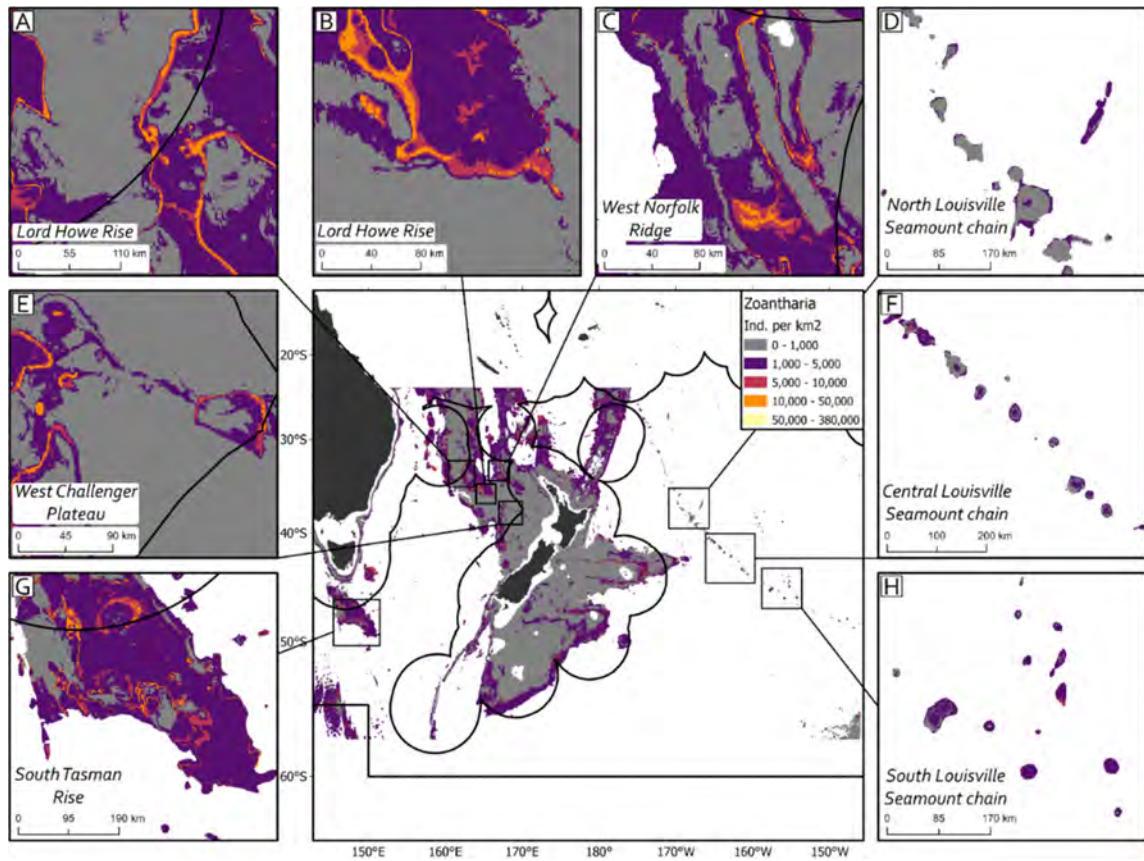 A
Lord Howe Rise
0 55 110 km
B
Lord Howe Rise
0 40 80 km
C
West Norfolk
Ridge
0 40 80 km
D
North Louisville
Seamount chain
0 85 170 km
E
West Challenger
Plateau
0 45 90 km
Zoantharia
Ind. per km2
0 - 1,000
1,000 - 5,000
5,000 - 10,000
10,000 - 50,000
50,000 - 380,000
20°S
30°S
40°S
50°S
60°S
150°E 160°E 170°E 180° 170°W 160°W 150°W
F
Central Louisville
Seamount chain
0 100 200 km
G
South Tasman
Rise
0 95 190 km
H
South Louisville
Seamount chain
0 85 170 km